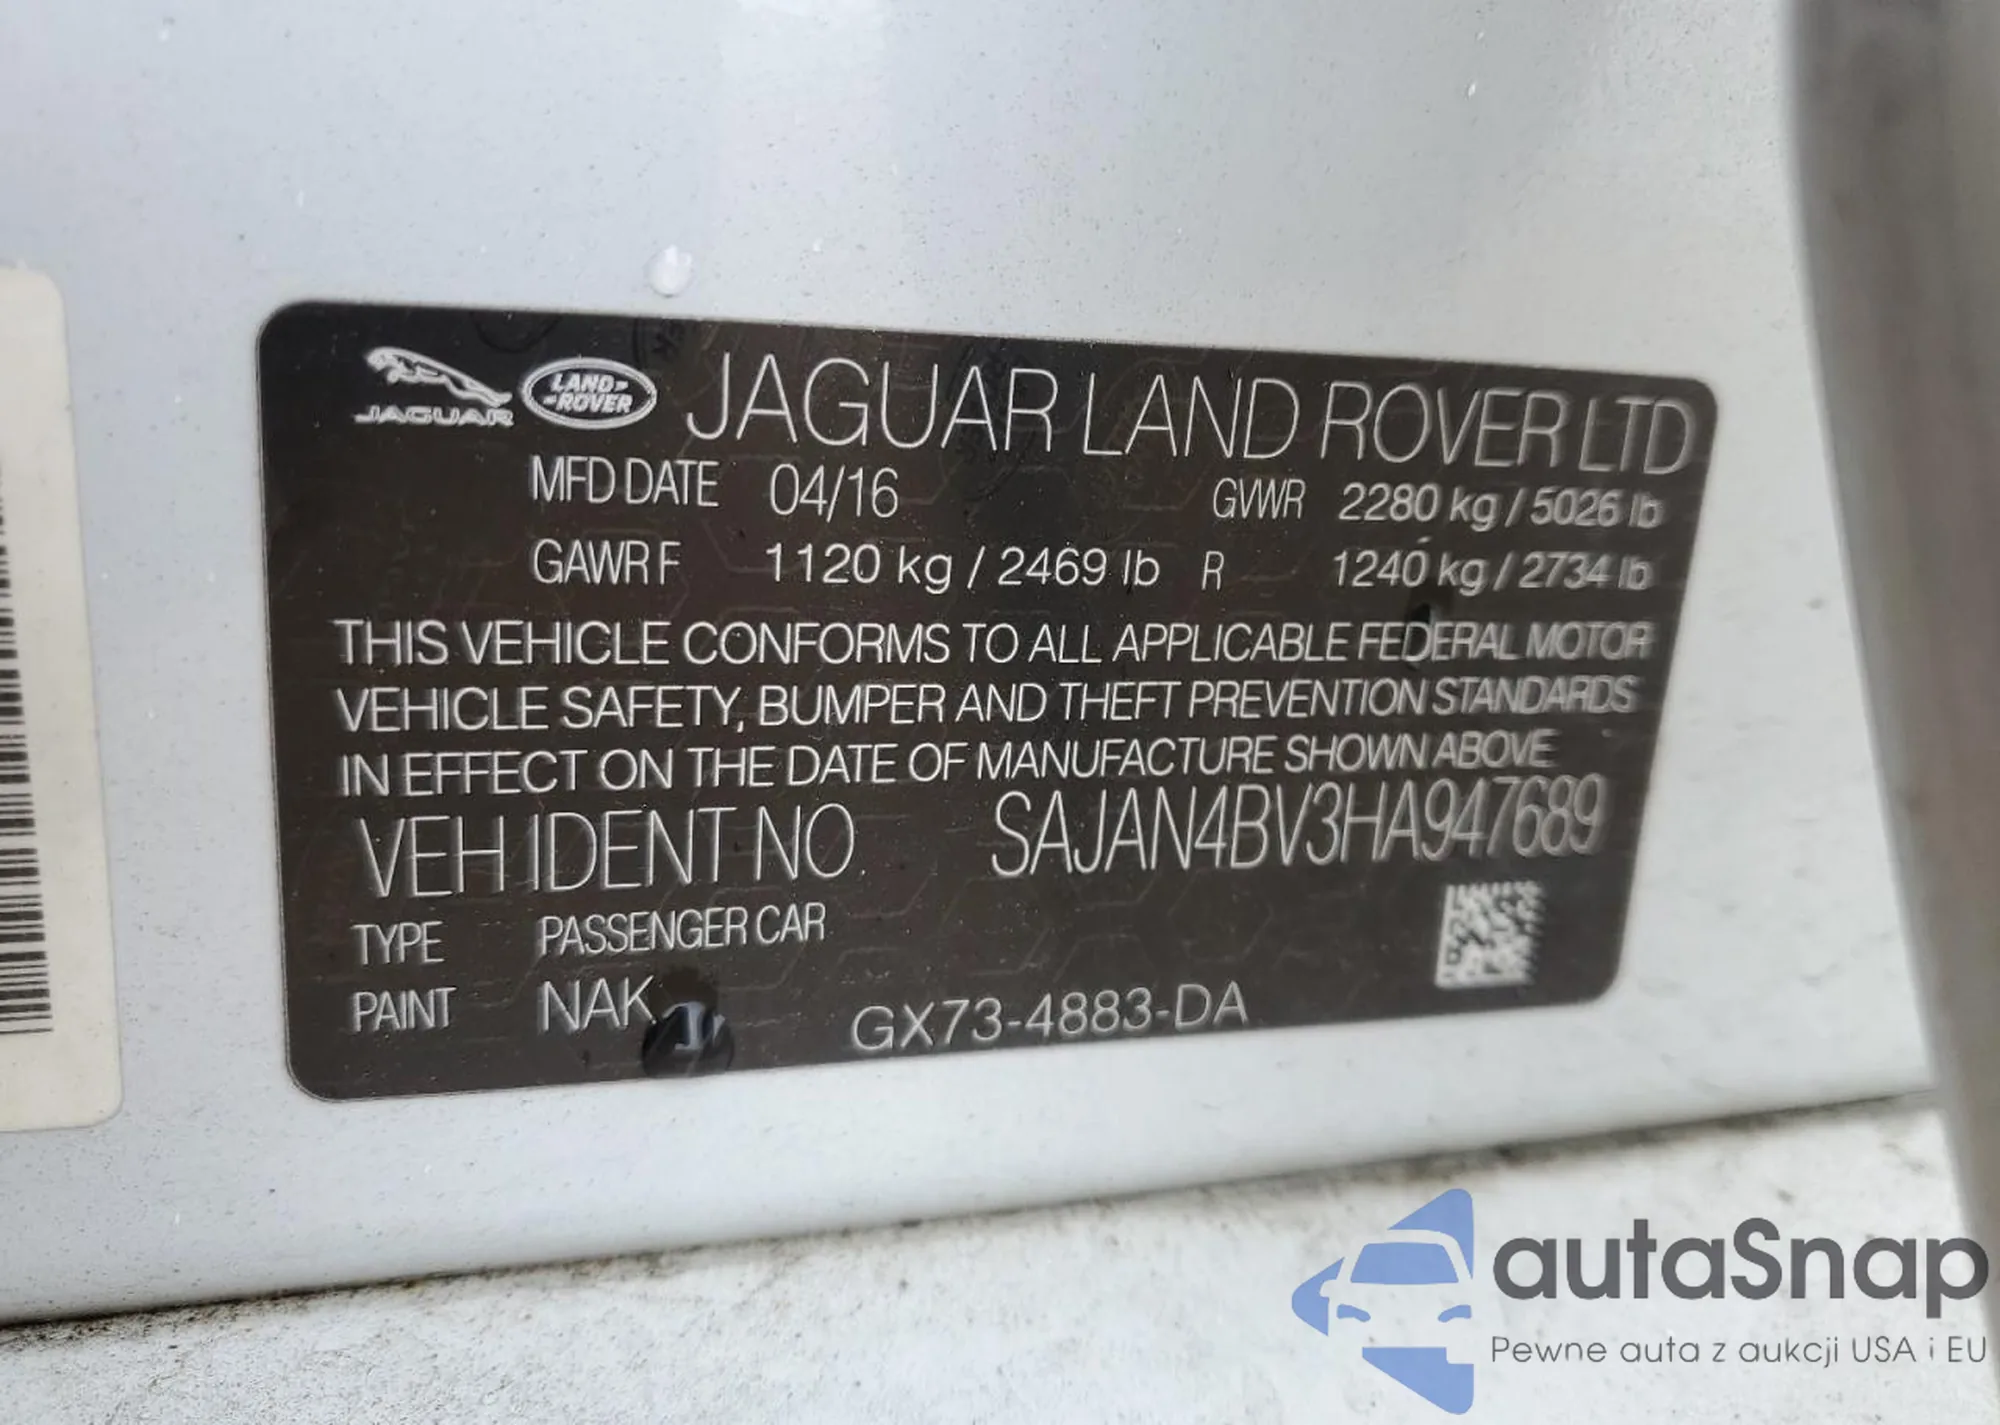 JAGUAR
LAND-
-ROVER
JAGUAR LAND ROVER LTD
MFD DATE 04/16 GVWR 2280 kg / 5026 lb
GAWR F 1120 kg / 2469 lb R 1240 kg / 2734 lb
THIS VEHICLE CONFORMS TO ALL APPLICABLE FEDERAL MOTOR
VEHICLE SAFETY, BUMPER AND THEFT PREVENTION STANDARDS
IN EFFECT ON THE DATE OF MANUFACTURE SHOWN ABOVE
VEH IDENT NO SAJAN4BV3HA947689
TYPE PASSENGER CAR
PAINT NAK
GX73-4883-DA
autaSnap
Pewne auta z aukcji USA i EU